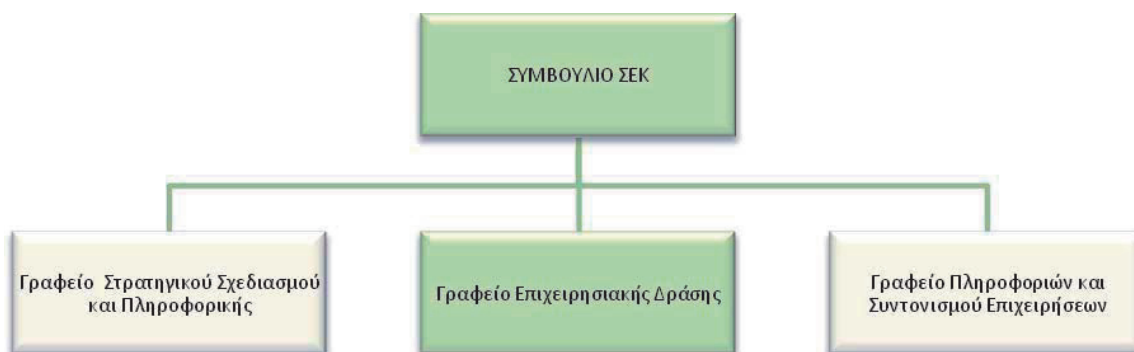 ΣΥΜΒΟΥΛΙΟ ΣΕΚ
Γραφείο Στρατηγικού Σχεδιασμού
και Πληροφορικής
Γραφείο Επιχειρησιακής Δράσης
Γραφείο Πληροφοριών και
Συντονισμού Επιχειρήσεων